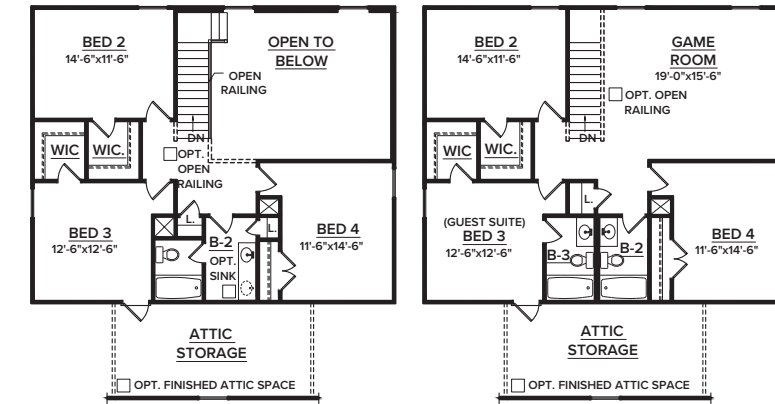 BED 2
14'-6"x11'-6"
OPEN TO
BELOW
OPEN
RAILING
DN
WIC
WIC.
OPT.
OPEN
RAILING
L.
BED 3
12'-6"x12'-6"
B-2
OPT.
SINK
L.
BED 4
11'-6"x14'-6"
ATTIC
STORAGE
OPT. FINISHED ATTIC SPACE
BED 2
14'-6"x11'-6"
GAME
ROOM
19'-0"x15'-6"
OPT. OPEN
RAILING
DN
WIC
WIC.
L.
(GUEST SUITE)
BED 3
12'-6"x12'-6"
B-3
B-2
BED 4
11'-6"x14'-6"
ATTIC
STORAGE
OPT. FINISHED ATTIC SPACE